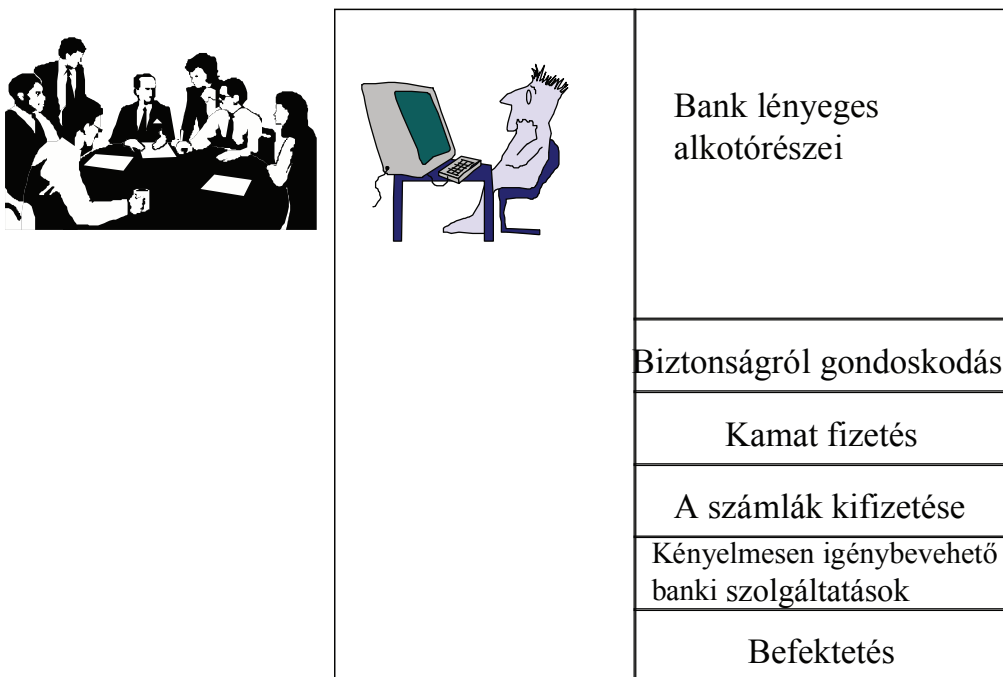 Bank lényeges
alkotórészei
Biztonságról gondoskodás
Kamat fizetés
A számlák kifizetése
Kényelmesen igénybevehető
banki szolgáltatások
Befektetés